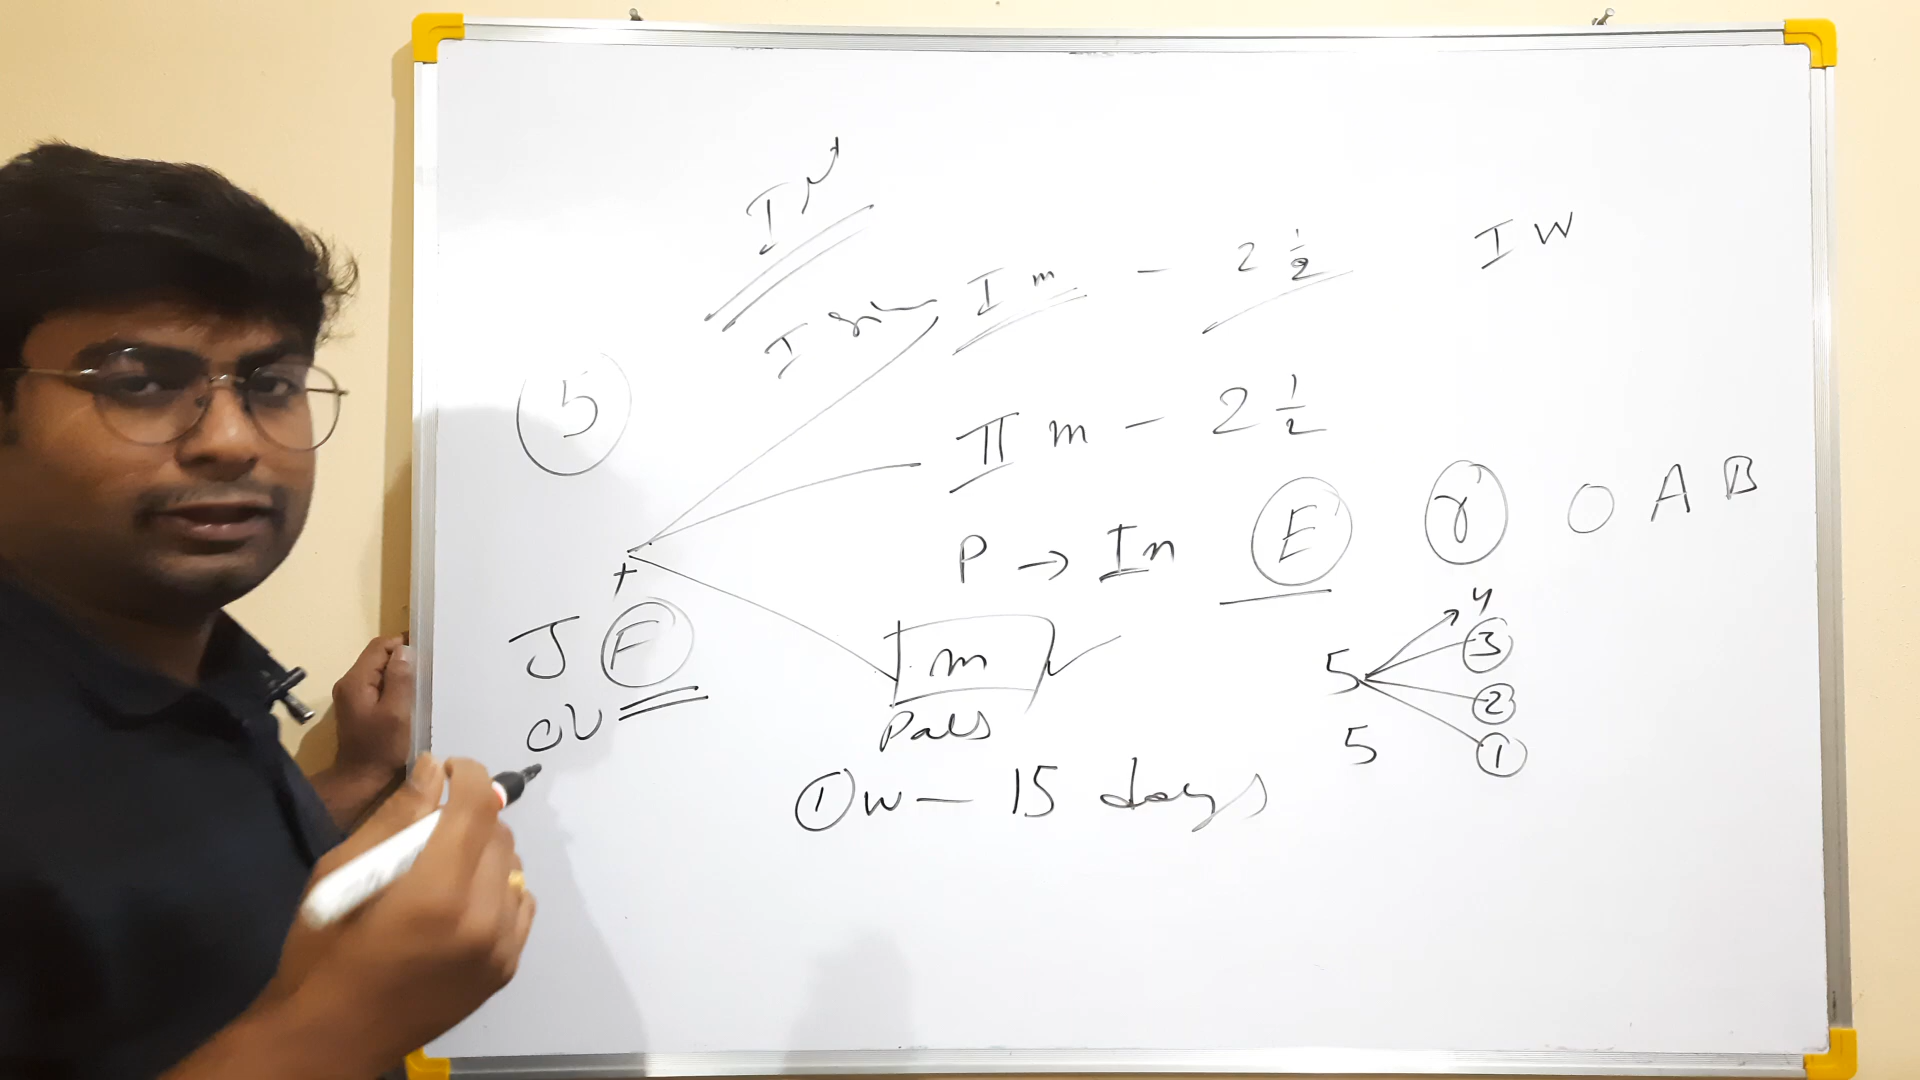 I m - 2 1/2
I W
5
II m - 2 1/2
P → In E r O A B
J F
OU
m
Pals
5
4
3
2
1
5
① w - 15 days